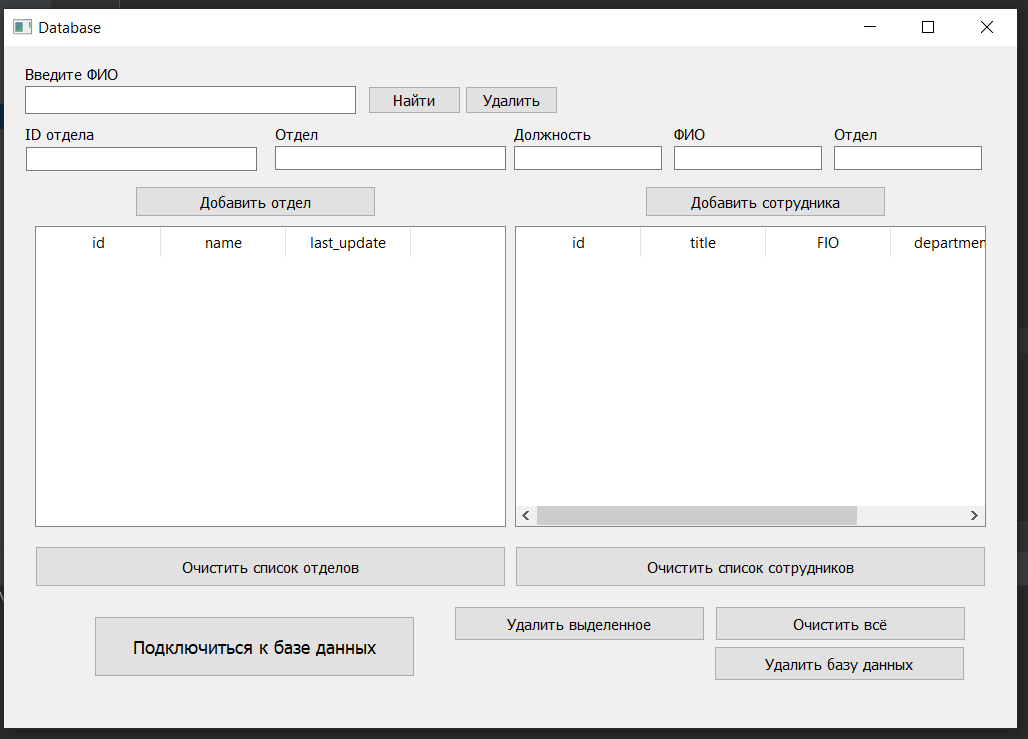 Database
Введите ФИО
Найти
Удалить
ID отдела
Отдел
Должность
ФИО
Отдел
Добавить отдел
Добавить сотрудника
id name last_update
id title FIO departmen
Очистить список отделов
Очистить список сотрудников
Подключиться к базе данных
Удалить выделенное
Очистить всё
Удалить базу данных